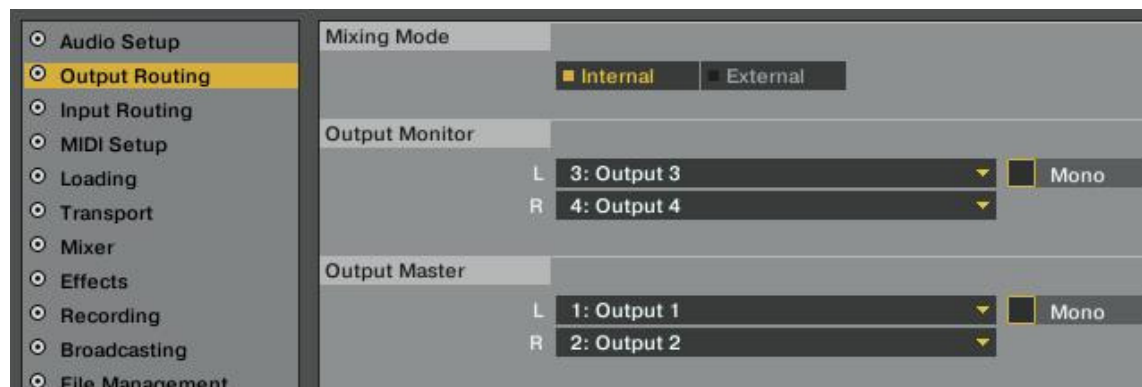 Audio Setup
Output Routing
Input Routing
MIDI Setup
Loading
Transport
Mixer
Effects
Recording
Broadcasting
File Management
Mixing Mode
Internal External
Output Monitor
L 3: Output 3 Mono
R 4: Output 4
Output Master
L 1: Output 1 Mono
R 2: Output 2